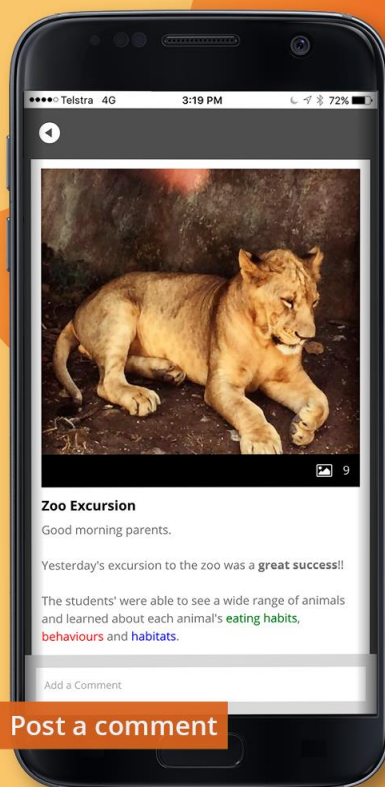 Telstra 4G 3:19 PM 72%
9
Zoo Excursion
Good morning parents.
Yesterday's excursion to the zoo was a great success!!
The students' were able to see a wide range of animals
and learned about each animal's eating habits,
behaviours and habitats.
Add a Comment
Post a comment